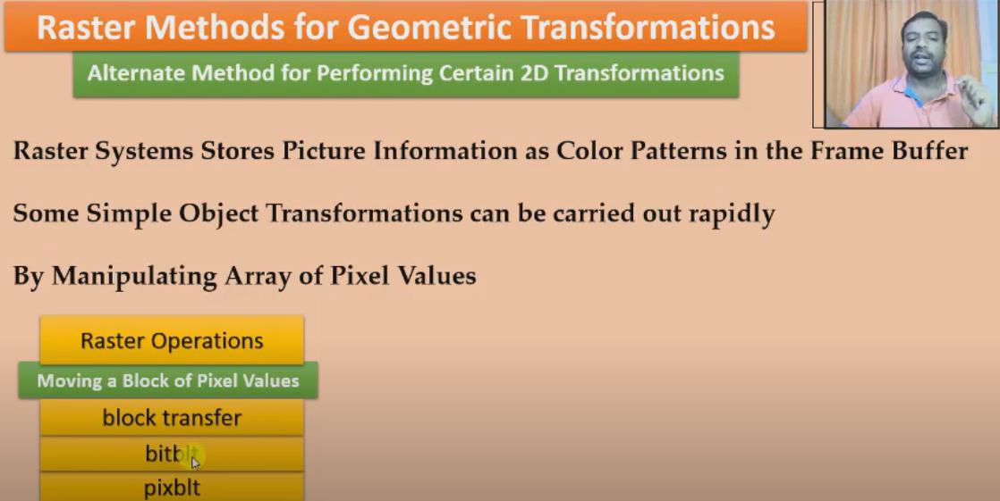 Raster Methods for Geometric Transformations
Alternate Method for Performing Certain 2D Transformations
Raster Systems Stores Picture Information as Color Patterns in the Frame Buffer
Some Simple Object Transformations can be carried out rapidly
By Manipulating Array of Pixel Values
Raster Operations
Moving a Block of Pixel Values
block transfer
bitblt
pixblt